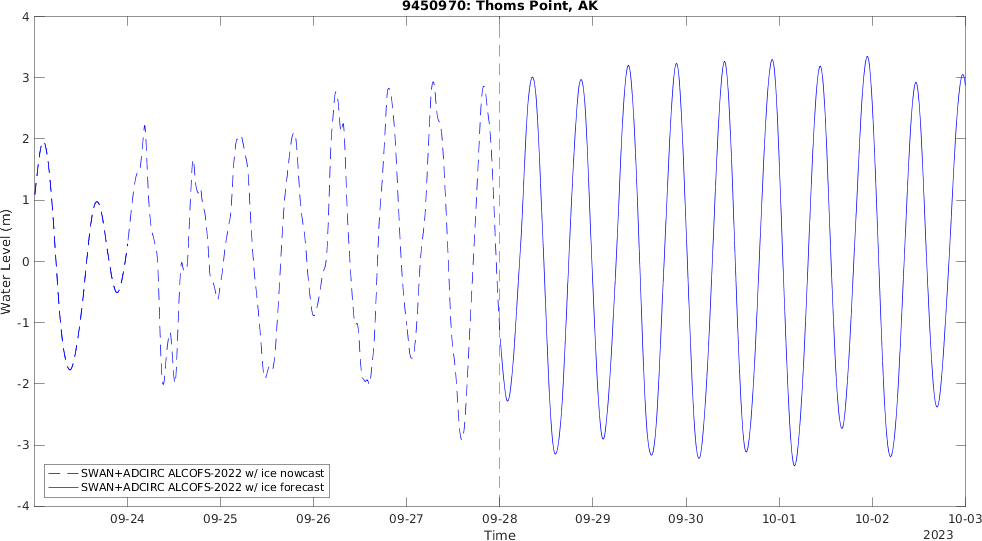 9450970: Thoms Point, AK
4
3
2
1
0
-1
-2
-3
-4
Water Level (m)
SWAN+ADCIRC ALCOFS-2022 w/ ice nowcast
SWAN+ADCIRC ALCOFS-2022 w/ ice forecast
09-24 09-25 09-26 09-27 09-28 09-29 09-30 10-01 10-02 10-03
Time
2023